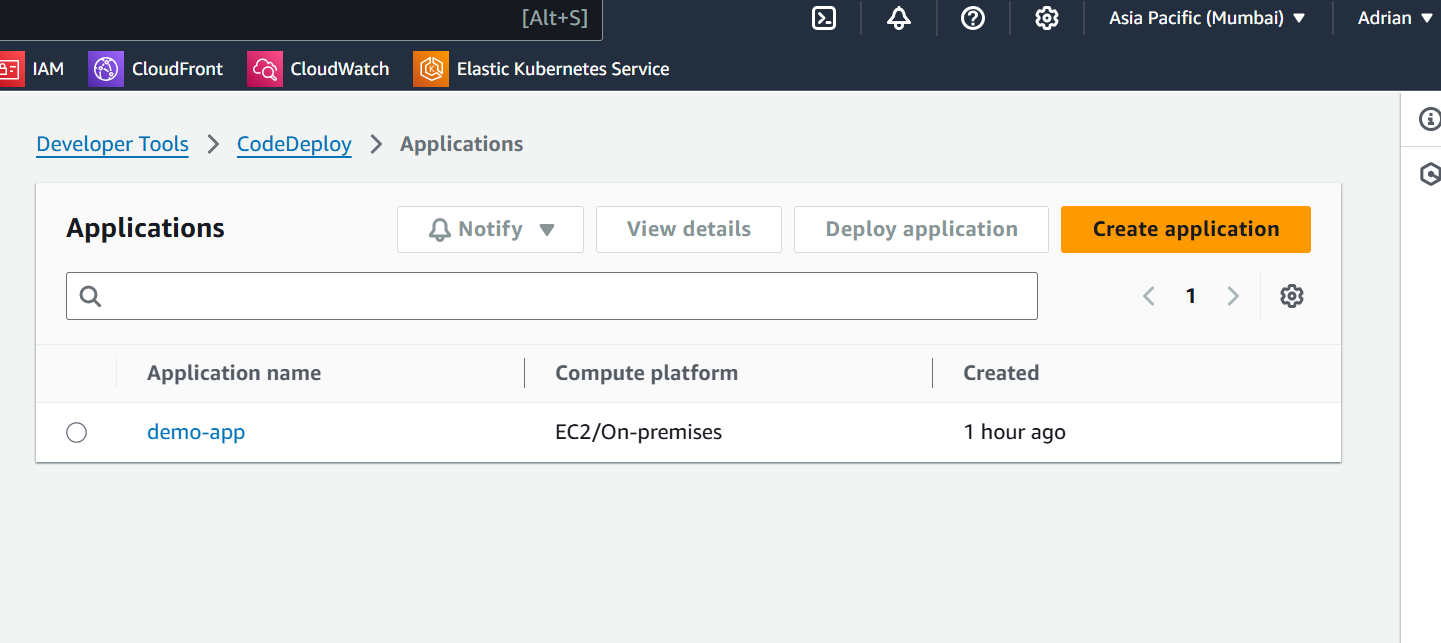 [Alt+S] Asia Pacific (Mumbai) Adrian
IAM CloudFront CloudWatch Elastic Kubernetes Service
Developer Tools CodeDeploy Applications
Applications Notify View details Deploy application Create application
1
Application name Compute platform Created
demo-app EC2/On-premises 1 hour ago